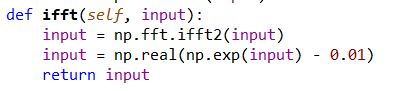 def ifft(self, input):
    input = np.fft.ifft2(input)
    input = np.real(np.exp(input) - 0.01)
    return input